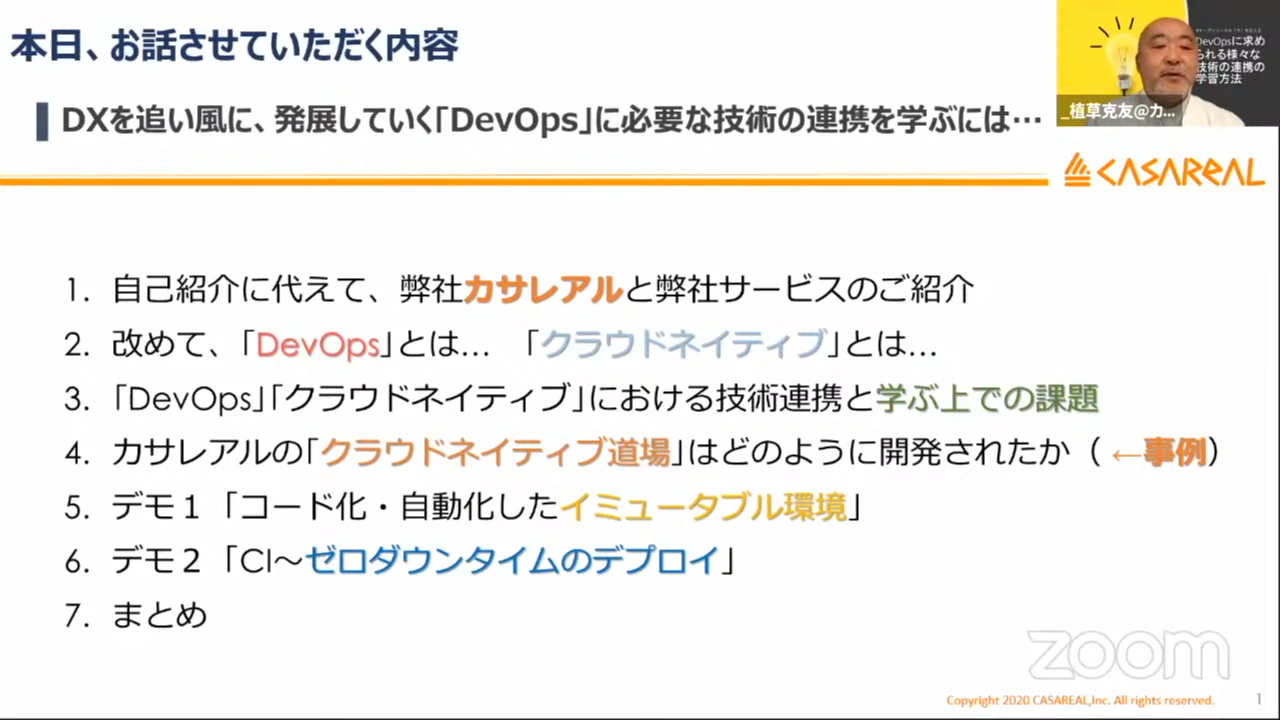 本日、お話させていただく内容
DXを追い風に、発展していく「DevOps」に必要な技術の連携を学ぶには…
DevOpsに求め
られる様々な
技術の連携の
学習方法
_植草克友@カ...
CASAREAL
1. 自己紹介に代えて、弊社カサレアルと弊社サービスのご紹介
2. 改めて、「DevOps」とは… 「クラウドネイティブ」とは…
3. 「DevOps」「クラウドネイティブ」における技術連携と学ぶ上での課題
4. カサレアルの「クラウドネイティブ道場」はどのように開発されたか（ ←事例）
5. デモ１「コード化・自動化したイミュータブル環境」
6. デモ２「CI～ゼロダウンタイムのデプロイ」
7. まとめ
zoom
Copyright 2020 CASAREAL,Inc. All rights reserved. 1